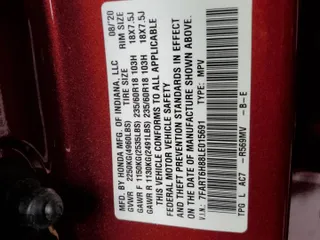 MFD. BY HONDA MFG. OF INDIANA, LLC 08/20
GVWR 2250KG(4960LBS) TIRE SIZE RIM SIZE
GAWR F 1150KG(2535LBS) 235/60R18 103H 18X7.5J
GAWR R 1130KG(2491LBS) 235/60R18 103H 18X7.5J
THIS VEHICLE CONFORMS TO ALL APPLICABLE
FEDERAL MOTOR VEHICLE SAFETY
AND THEFT PREVENTION STANDARDS IN EFFECT
ON THE DATE OF MANUFACTURE SHOWN ABOVE.
V.I.N.: 7FART6H88LE015691 TYPE: MPV
TPG L AC7 -R569MV -B-E